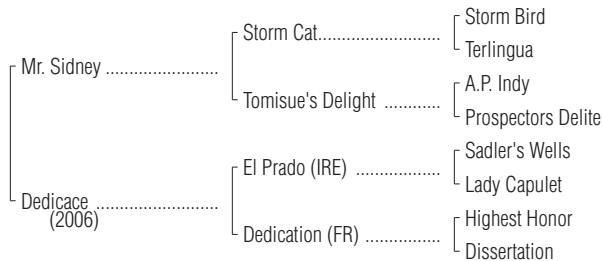 Storm Bird
Storm Cat.......................
Terlingua
Mr. Sidney .......................
A.P. Indy
Tomisue's Delight ............
Prospectors Delite
Sadler's Wells
El Prado (IRE) .................
Lady Capulet
Dedicace .........................
(2006)
Highest Honor
Dedication (FR) ...............
Dissertation